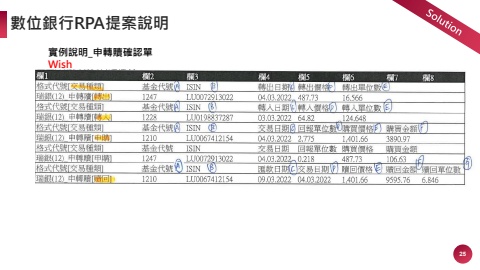 數位銀行RPA提案說明
Solution
實例說明_申轉贖確認單
Wish
欄1 欄2 欄3 欄4 欄5 欄6 欄7 欄8
格式代號[交易種類] 基金代號 A ISIN B 轉出日期 轉出價格 轉出單位數
瑞銀(12)_申轉贖[轉出] 1247 LU0072913022 04.03.2022 487.73 16.566
格式代號[交易種類] 基金代號 A ISIN B 轉入日期 轉入價格 轉入單位數 E
瑞銀(12)_申轉贖[轉入] 1228 LU0198837287 03.03.2022 64.82 124.648
格式代號[交易種類] 基金代號 A ISIN B 交易日期 回報單位數 購買價格 購買金額
瑞銀(12)_申轉贖[申購] 1210 LU0067412154 04.03.2022 2.775 1,401.66 3890.97
格式代號[交易種類] 基金代號 ISIN 交易日期 回報單位數 購買價格 購買金額
瑞銀(12)_申轉贖[申購] 1247 LU0072913022 04.03.2022 0.218 487.73 106.63
格式代號[交易種類] 基金代號 A ISIN B 匯款日期 交易日期 贖回價格 贖回金額 贖回單位數
瑞銀(12)_申轉贖[贖回] 1210 LU0067412154 09.03.2022 04.03.2022 1,401.66 9595.76 6.846
25